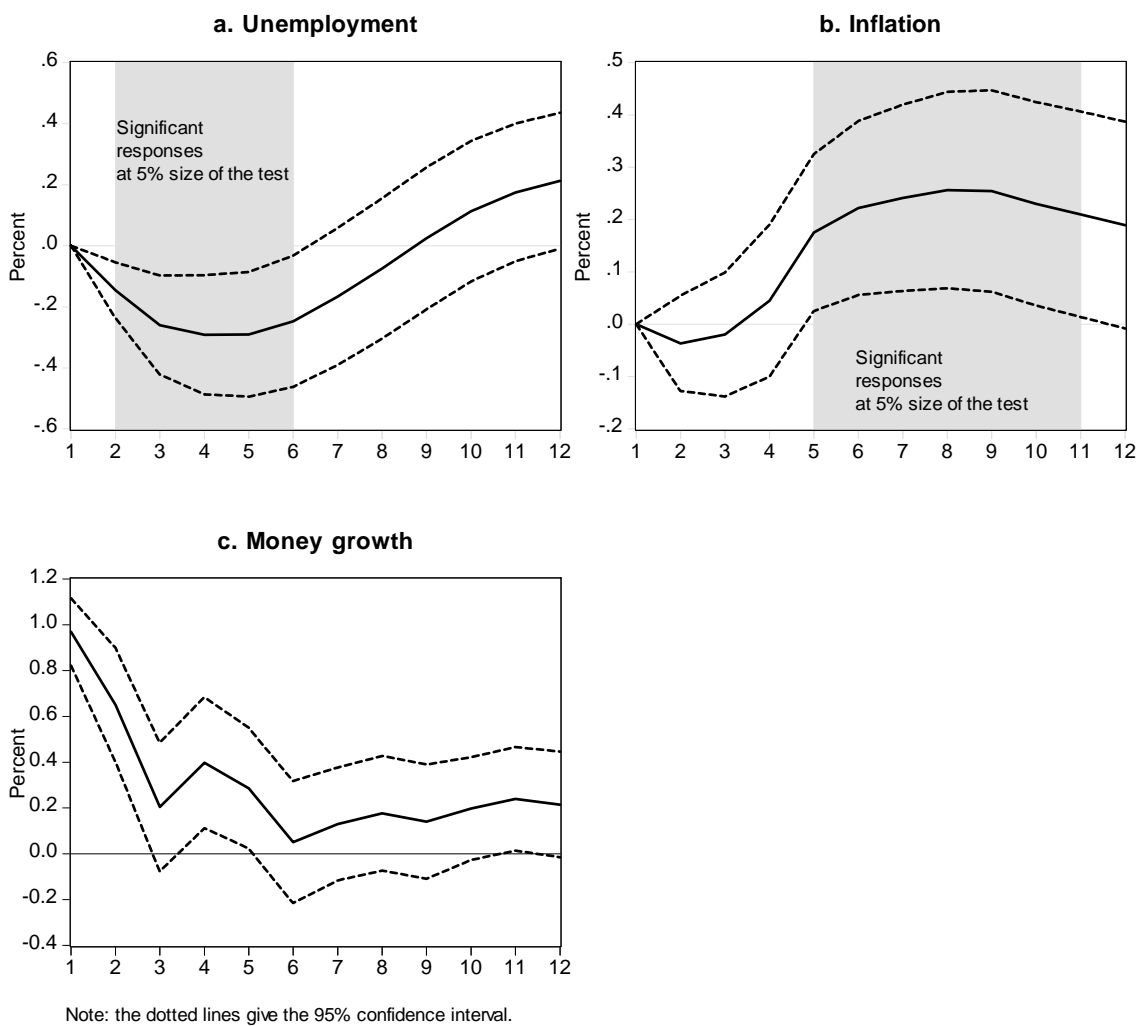 a. Unemployment
.6
.4
.2
.0
-.2
-.4
-.6
Percent
Significant
responses
at 5% size of the test
1 2 3 4 5 6 7 8 9 10 11 12
b. Inflation
.5
.4
.3
.2
.1
.0
-.1
-.2
Percent
Significant
responses
at 5% size of the test
1 2 3 4 5 6 7 8 9 10 11 12
c. Money growth
1.2
1.0
0.8
0.6
0.4
0.2
0.0
-0.2
-0.4
Percent
1 2 3 4 5 6 7 8 9 10 11 12
Note: the dotted lines give the 95% confidence interval.